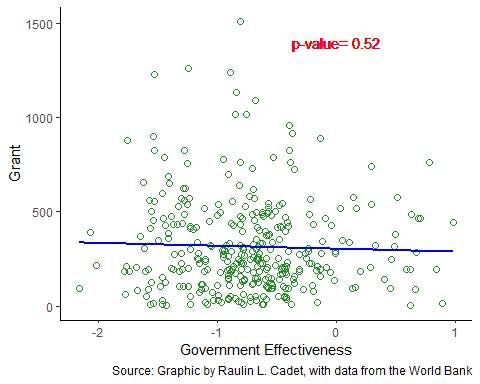 1500
p-value= 0.52
1000
Grant
500
0
-2 -1 0 1
Government Effectiveness
Source: Graphic by Raulin L. Cadet, with data from the World Bank